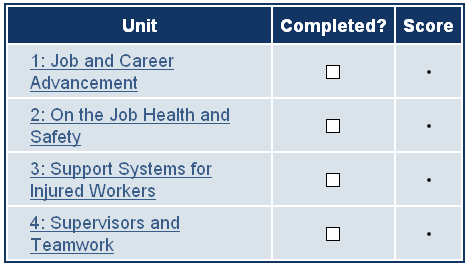 Unit Completed? Score
1: Job and Career
Advancement
2: On the Job Health and
Safety
3: Support Systems for
Injured Workers
4: Supervisors and
Teamwork